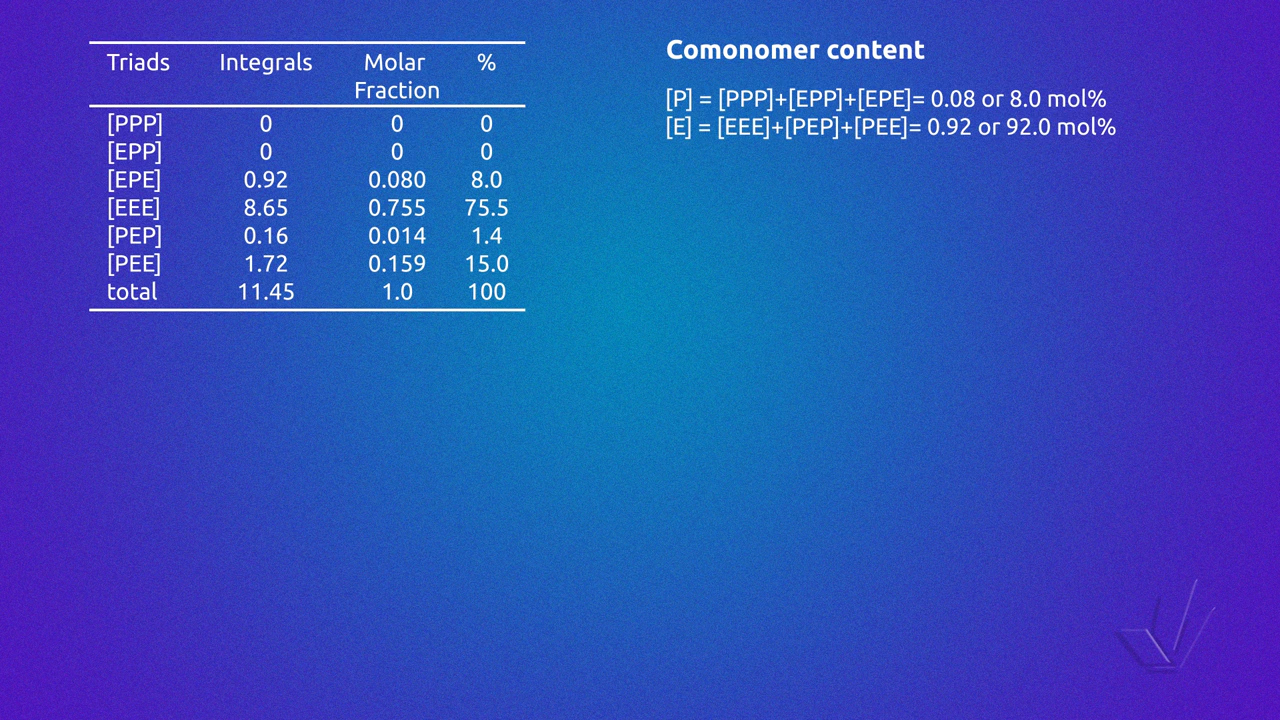 Triads Integrals Molar Fraction %
[PPP] 0 0 0
[EPP] 0 0 0
[EPE] 0.92 0.080 8.0
[EEE] 8.65 0.755 75.5
[PEP] 0.16 0.014 1.4
[PEE] 1.72 0.159 15.0
total 11.45 1.0 100
Comonomer content
[P] = [PPP]+[EPP]+[EPE]= 0.08 or 8.0 mol%
[E] = [EEE]+[PEP]+[PEE]= 0.92 or 92.0 mol%